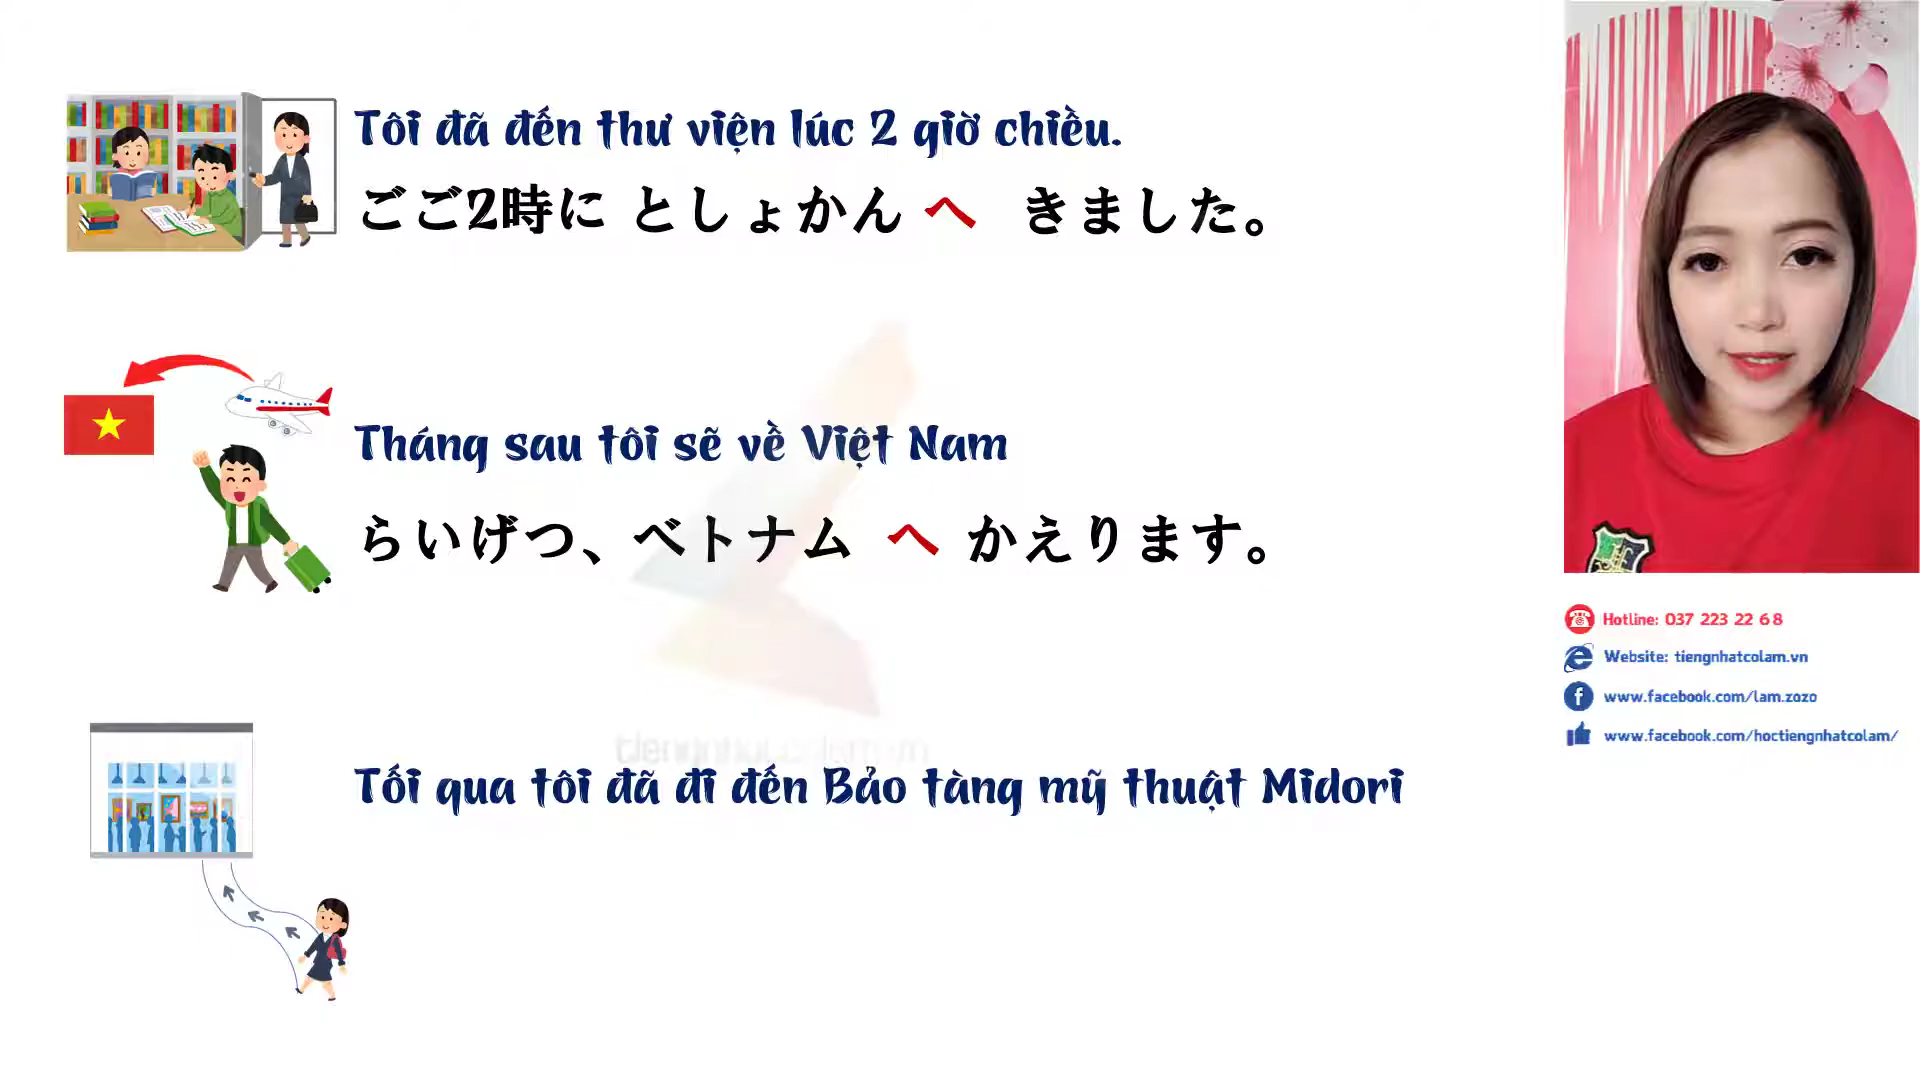 Tôi đã đến thư viện lúc 2 giờ chiều.
ごご2時に としょかん へ きました。
Tháng sau tôi sẽ về Việt Nam
らいげつ、ベトナム へ かえります。
tiengnhatcolam.vn
Tối qua tôi đã đi đến Bảo tàng mỹ thuật Midori
Hotline: 037 223 22 68
Website: tiengnhatcolam.vn
www.facebook.com/lam.zozo
www.facebook.com/hoctiengnhatcolam/